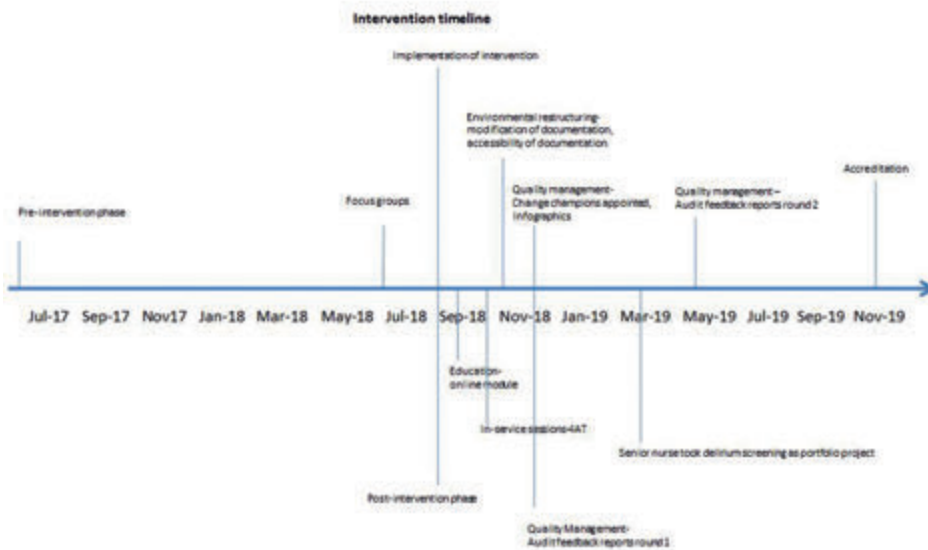 Intervention timeline
Implementation of intervention
Environmental restructuring-
modification of documentation,
accessibility of documentation
Quality management-
Change champions appointed,
Infographics
Quality management –
Audit feedback reports round 2
Accreditation
Focus groups
Pre-intervention phase
Jul-17 Sep-17 Nov17 Jan-18 Mar-18 May-18 Jul-18 Sep-18 Nov-18 Jan-19 Mar-19 May-19 Jul-19 Sep-19 Nov-19
Education-
online module
In-service sessions 4AT
Senior nurse took delirium screening as portfolio project
Post-intervention phase
Quality Management-
Audit feedback reports round 1